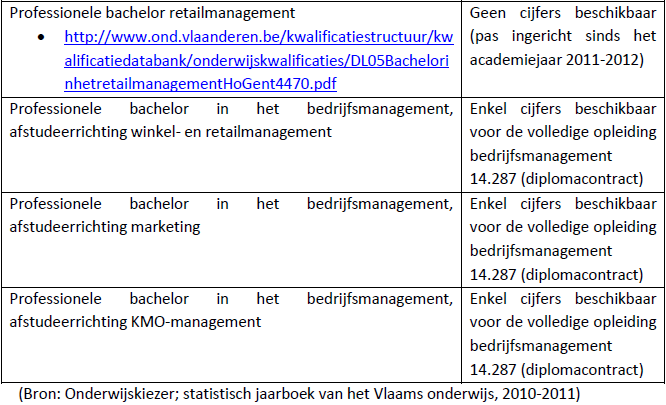 Professionele bachelor retailmanagement
• http://www.ond.vlaanderen.be/kwalificatiestructuur/kw
alificatiedatabank/onderwijskwalificaties/DL05Bachelori
nhetretailmanagementHoGent4470.pdf
Geen cijfers beschikbaar
(pas ingericht sinds het
academiejaar 2011-2012)
Professionele bachelor in het bedrijfsmanagement,
afstudeerrichting winkel- en retailmanagement
Enkel cijfers beschikbaar
voor de volledige opleiding
bedrijfsmanagement
14.287 (diplomacontract)
Professionele bachelor in het bedrijfsmanagement,
afstudeerrichting marketing
Enkel cijfers beschikbaar
voor de volledige opleiding
bedrijfsmanagement
14.287 (diplomacontract)
Professionele bachelor in het bedrijfsmanagement,
afstudeerrichting KMO-management
Enkel cijfers beschikbaar
voor de volledige opleiding
bedrijfsmanagement
14.287 (diplomacontract)
(Bron: Onderwijskiezer; statistisch jaarboek van het Vlaams onderwijs, 2010-2011)